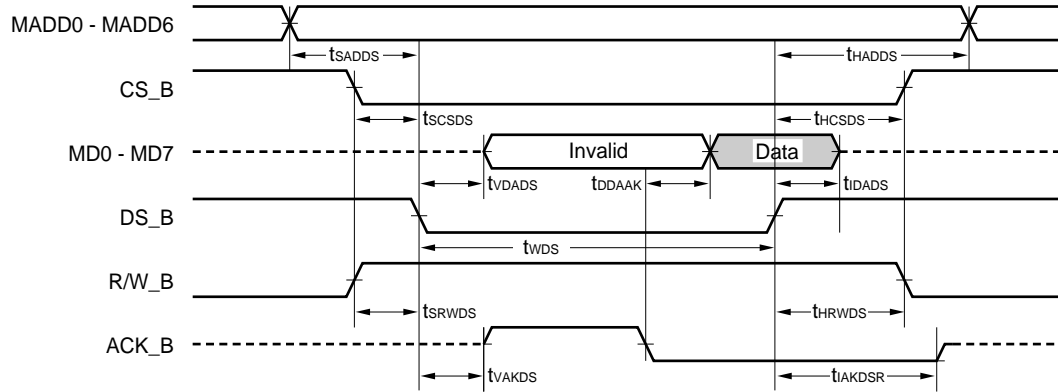 MADD0 - MADD6
tSADDS tHADDS
CS_B
tSCSDS tHCSDS
MD0 - MD7 Invalid Data
tVDADS tDDAAK tIDADS
DS_B
tWDS
R/W_B
tSRWDS tHRWDS
ACK_B
tVAKDS tIAKDSR